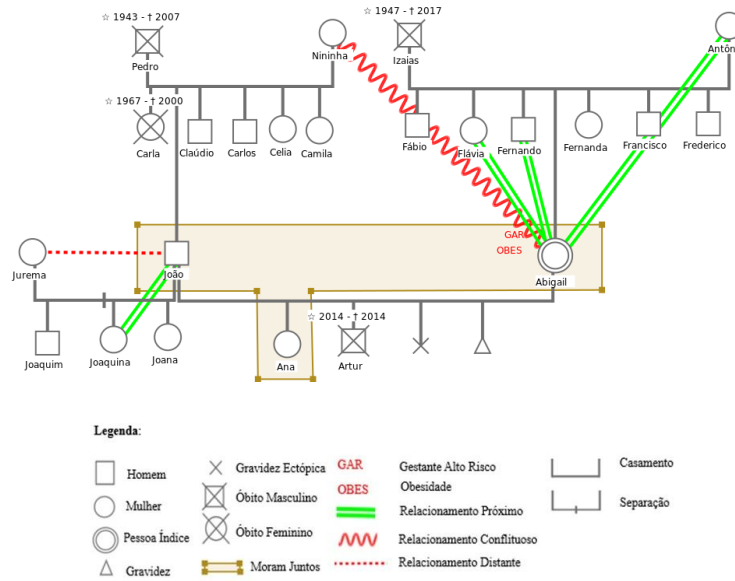 ☆ 1943 - † 2007
☆ 1947 - † 2017
Pedro
Nininha
Izaias
Antôn
☆ 1967 - † 2000
Carla
Claúdio
Carlos
Celia
Camila
Fábio
Flávia
Fernando
Fernanda
Francisco
Frederico
GAR
OBES
Jurema
João
Abigail
☆ 2014 - † 2014
Joaquim
Joaquina
Joana
Ana
Artur
Legenda:
Homem
Mulher
Pessoa Índice
Gravidez
Gravidez Ectópica
Óbito Masculino
Óbito Feminino
Moram Juntos
GAR Gestante Alto Risco
OBES Obesidade
Relacionamento Próximo
Relacionamento Conflituoso
Relacionamento Distante
Casamento
Separação